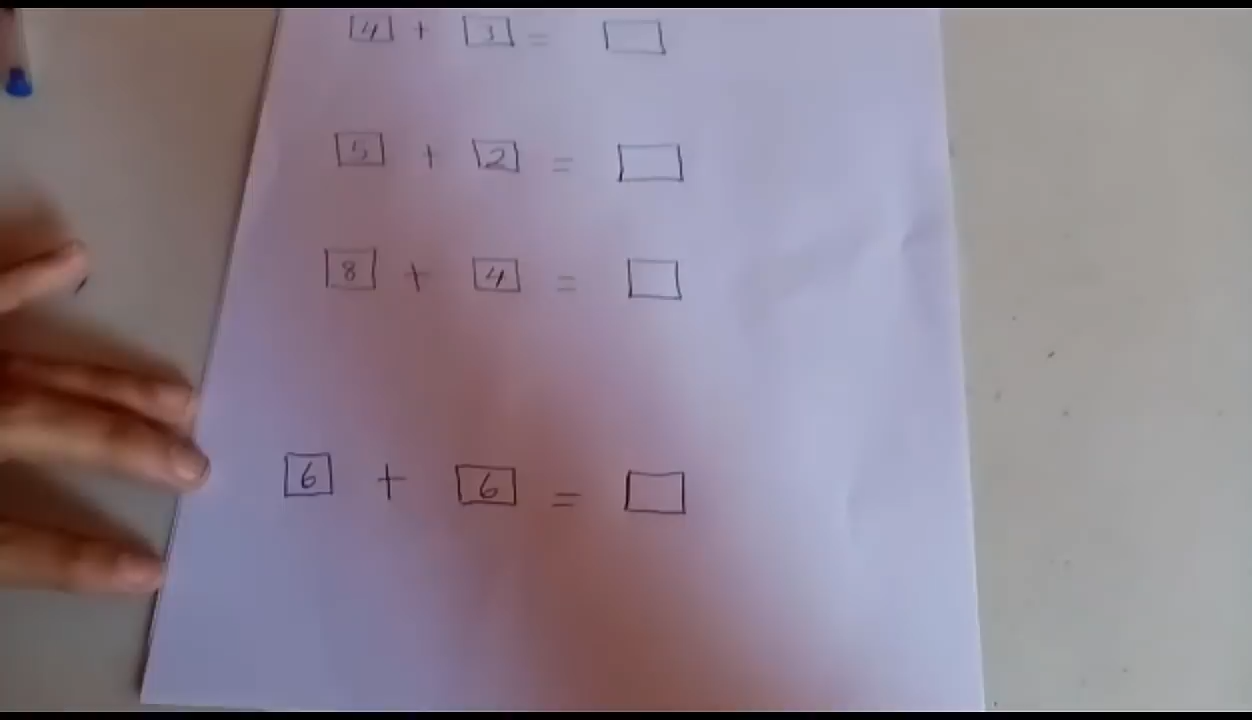 4 + 3 =
5 + 2 =
8 + 4 =
6 + 6 =